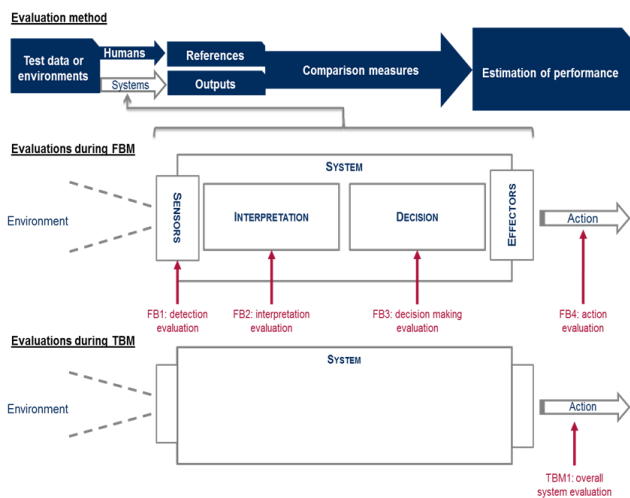 Evaluation method
Test data or
environments
Humans
Systems
References
Outputs
Comparison measures
Estimation of performance
Evaluations during FBM
SYSTEM
Environment
SENSORS
INTERPRETATION
DECISION
EFFECTORS
Action
FB1: detection
evaluation
FB2: interpretation
evaluation
FB3: decision making
evaluation
FB4: action
evaluation
Evaluations during TBM
SYSTEM
Environment
Action
TBM1: overall
system evaluation